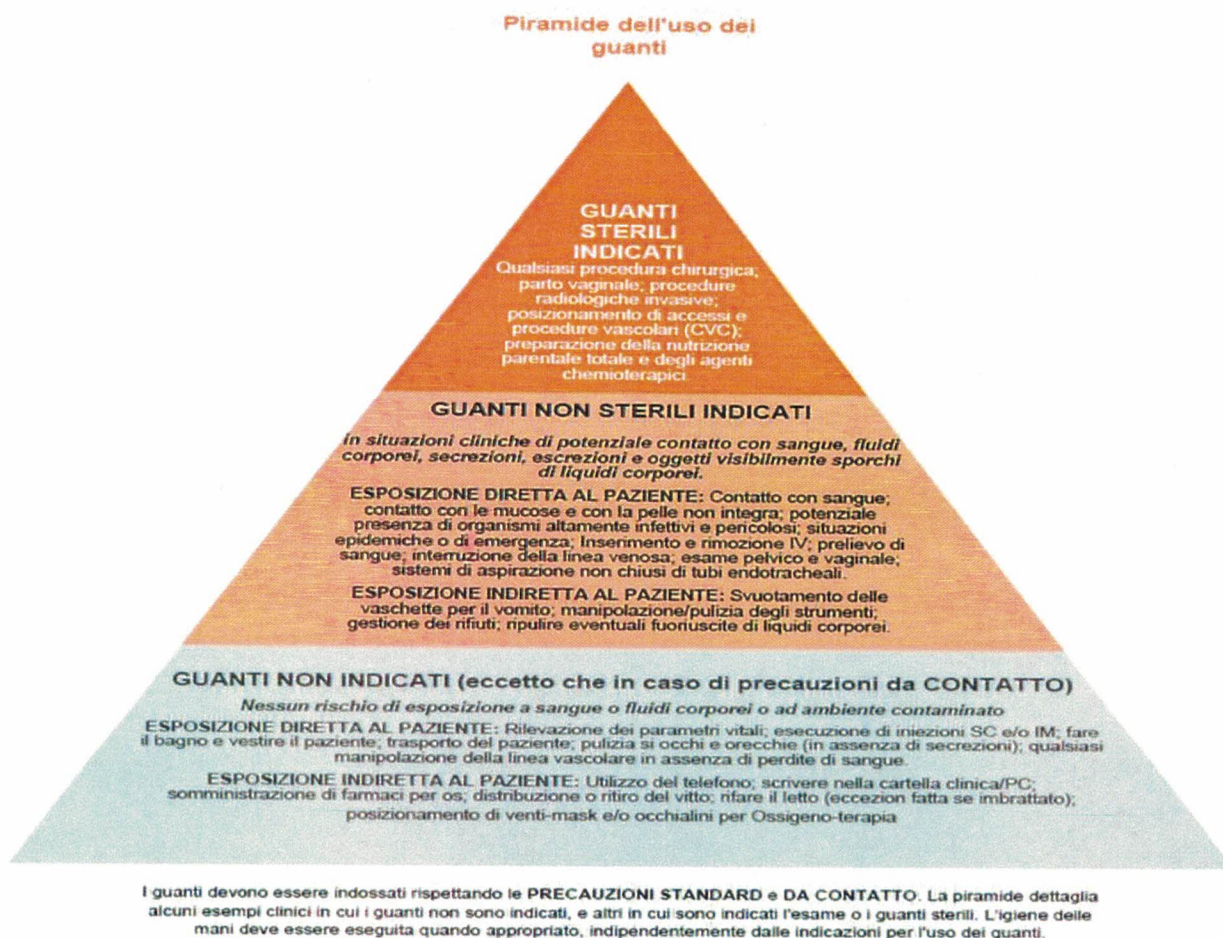 Piramide dell'uso dei
guanti
GUANTI
STERILI
INDICATI
Qualsiasi procedura chirurgica;
parto vaginale; procedure
radiologiche invasive;
posizionamento di accessi e
procedure vascolari (CVC);
preparazione della nutrizione
parentale totale e degli agenti
chemioterapici.
GUANTI NON STERILI INDICATI
in situazioni cliniche di potenziale contatto con sangue, fluidi
corporei, secrezioni, escrezioni e oggetti visibilmente sporchi
di liquidi corporei.
ESPOSIZIONE DIRETTA AL PAZIENTE: Contatto con sangue;
contatto con le mucose e con la pelle non integra; potenziale
presenza di organismi altamente infettivi e pericolosi; situazioni
epidemiche o di emergenza; Inserimento e rimozione IV; prelievo di
sangue; interruzione della linea venosa; esame pelvico e vaginale;
sistemi di aspirazione non chiusi di tubi endotracheali.
ESPOSIZIONE INDIRETTA AL PAZIENTE: Svuotamento delle
vaschette per il vomito; manipolazione/pulizia degli strumenti;
gestione dei rifiuti; ripulire eventuali fuoriuscite di liquidi corporei.
GUANTI NON INDICATI (eccetto che in caso di precauzioni da CONTATTO)
Nessun rischio di esposizione a sangue o fluidi corporei o ad ambiente contaminato
ESPOSIZIONE DIRETTA AL PAZIENTE: Rilevazione dei parametri vitali; esecuzione di iniezioni SC e/o IM; fare
il bagno e vestire il paziente; trasporto del paziente; pulizia si occhi e orecchie (in assenza di secrezioni); qualsiasi
manipolazione della linea vascolare in assenza di perdite di sangue.
ESPOSIZIONE INDIRETTA AL PAZIENTE: Utilizzo del telefono; scrivere nella cartella clinica/PC;
somministrazione di farmaci per os; distribuzione o ritiro del vitto; rifare il letto (eccezion fatta se imbrattato);
posizionamento di venti-mask e/o occhialini per Ossigeno-terapia
I guanti devono essere indossati rispettando le PRECAUZIONI STANDARD e DA CONTATTO. La piramide dettaglia
alcuni esempi clinici in cui i guanti non sono indicati, e altri in cui sono indicati l'esame o i guanti sterili. L'igiene delle
mani deve essere eseguita quando appropriato, indipendentemente dalle indicazioni per l'uso dei guanti.